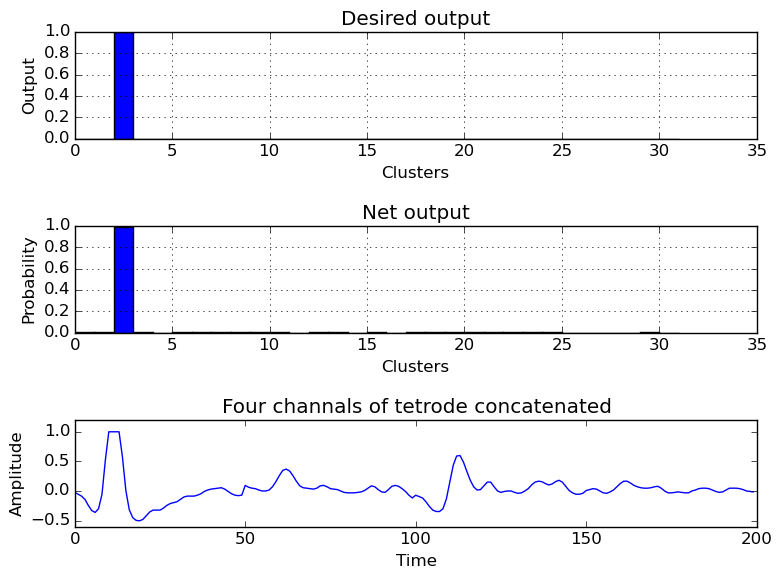 Desired output
1.0
0.8
0.6
0.4
0.2
0.0
Output
0 5 10 15 20 25 30 35
Clusters
Net output
1.0
0.8
0.6
0.4
0.2
0.0
Probability
0 5 10 15 20 25 30 35
Clusters
Four channals of tetrode concatenated
1.0
0.5
0.0
−0.5
Amplitude
0 50 100 150 200
Time